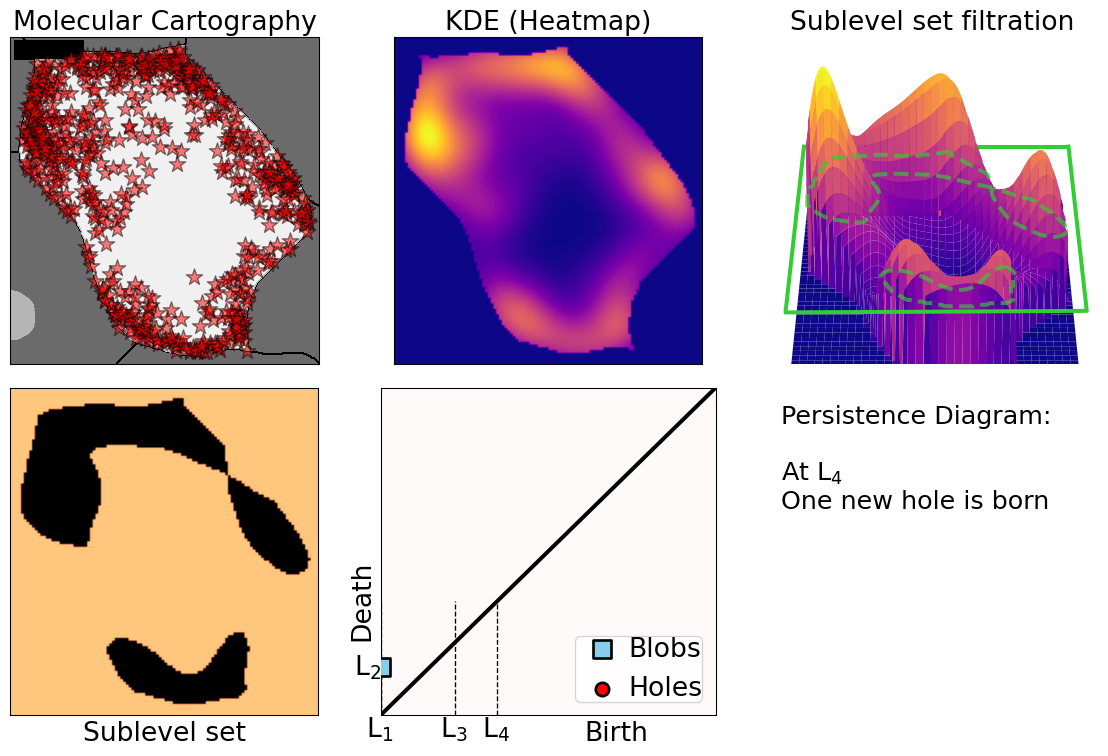 Molecular Cartography
KDE (Heatmap)
Sublevel set filtration
Sublevel set
Death
L₂
L₁
L₃
L₄
Birth
Blobs
Holes
Persistence Diagram:
At L₄
One new hole is born